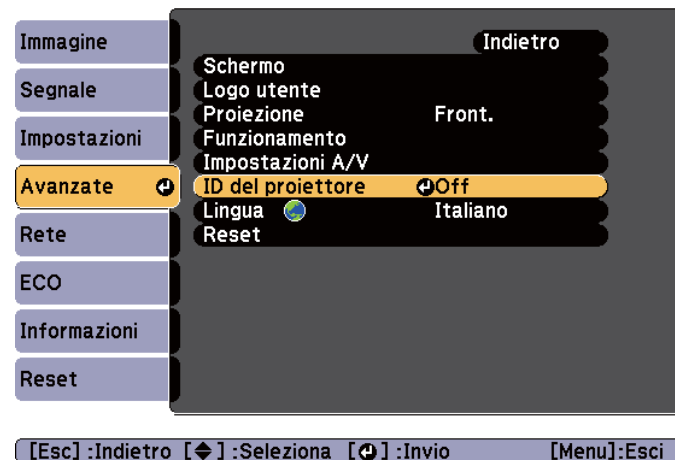 Immagine
Segnale
Impostazioni
Avanzate
Rete
ECO
Informazioni
Reset
Indietro
Schermo
Logo utente
Proiezione Front.
Funzionamento
Impostazioni A/V
ID del proiettore Off
Lingua Italiano
Reset
[Esc] :Indietro [◆] :Seleziona [↵] :Invio [Menu]:Esci